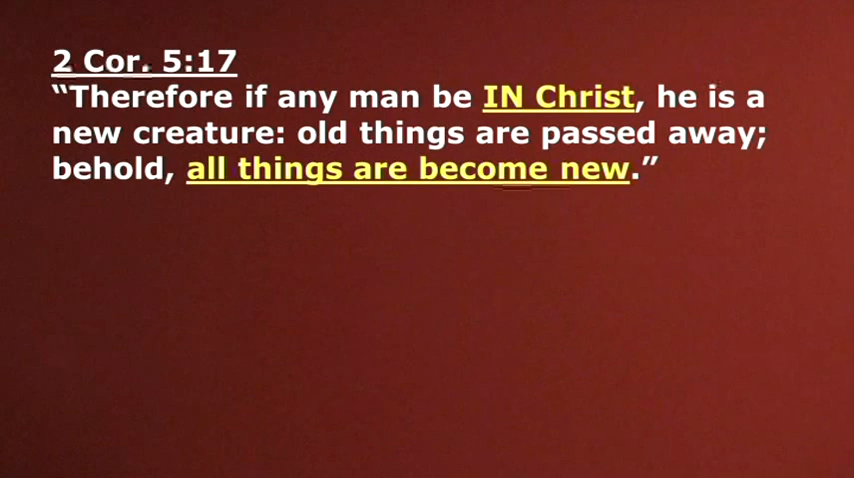 2 Cor. 5:17
“Therefore if any man be IN Christ, he is a
new creature: old things are passed away;
behold, all things are become new.”